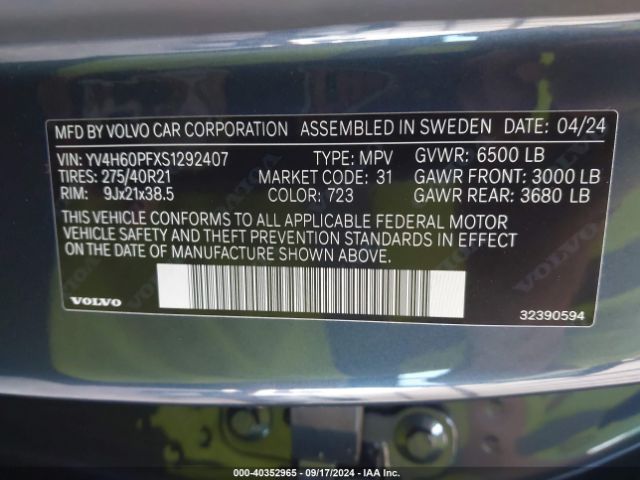 MFD BY VOLVO CAR CORPORATION ASSEMBLED IN SWEDEN DATE: 04/24
VIN: YV4H60PFXS1292407 TYPE: MPV GVWR: 6500 LB
TIRES: 275/40R21 MARKET CODE: 31 GAWR FRONT: 3000 LB
RIM: 9Jx21x38.5 COLOR: 723 GAWR REAR: 3680 LB
THIS VEHICLE CONFORMS TO ALL APPLICABLE FEDERAL MOTOR
VEHICLE SAFETY AND THEFT PREVENTION STANDARDS IN EFFECT
ON THE DATE OF MANUFACTURE SHOWN ABOVE.
VOLVO 32390594
000-40352965 - 09/17/2024 - IAA Inc.